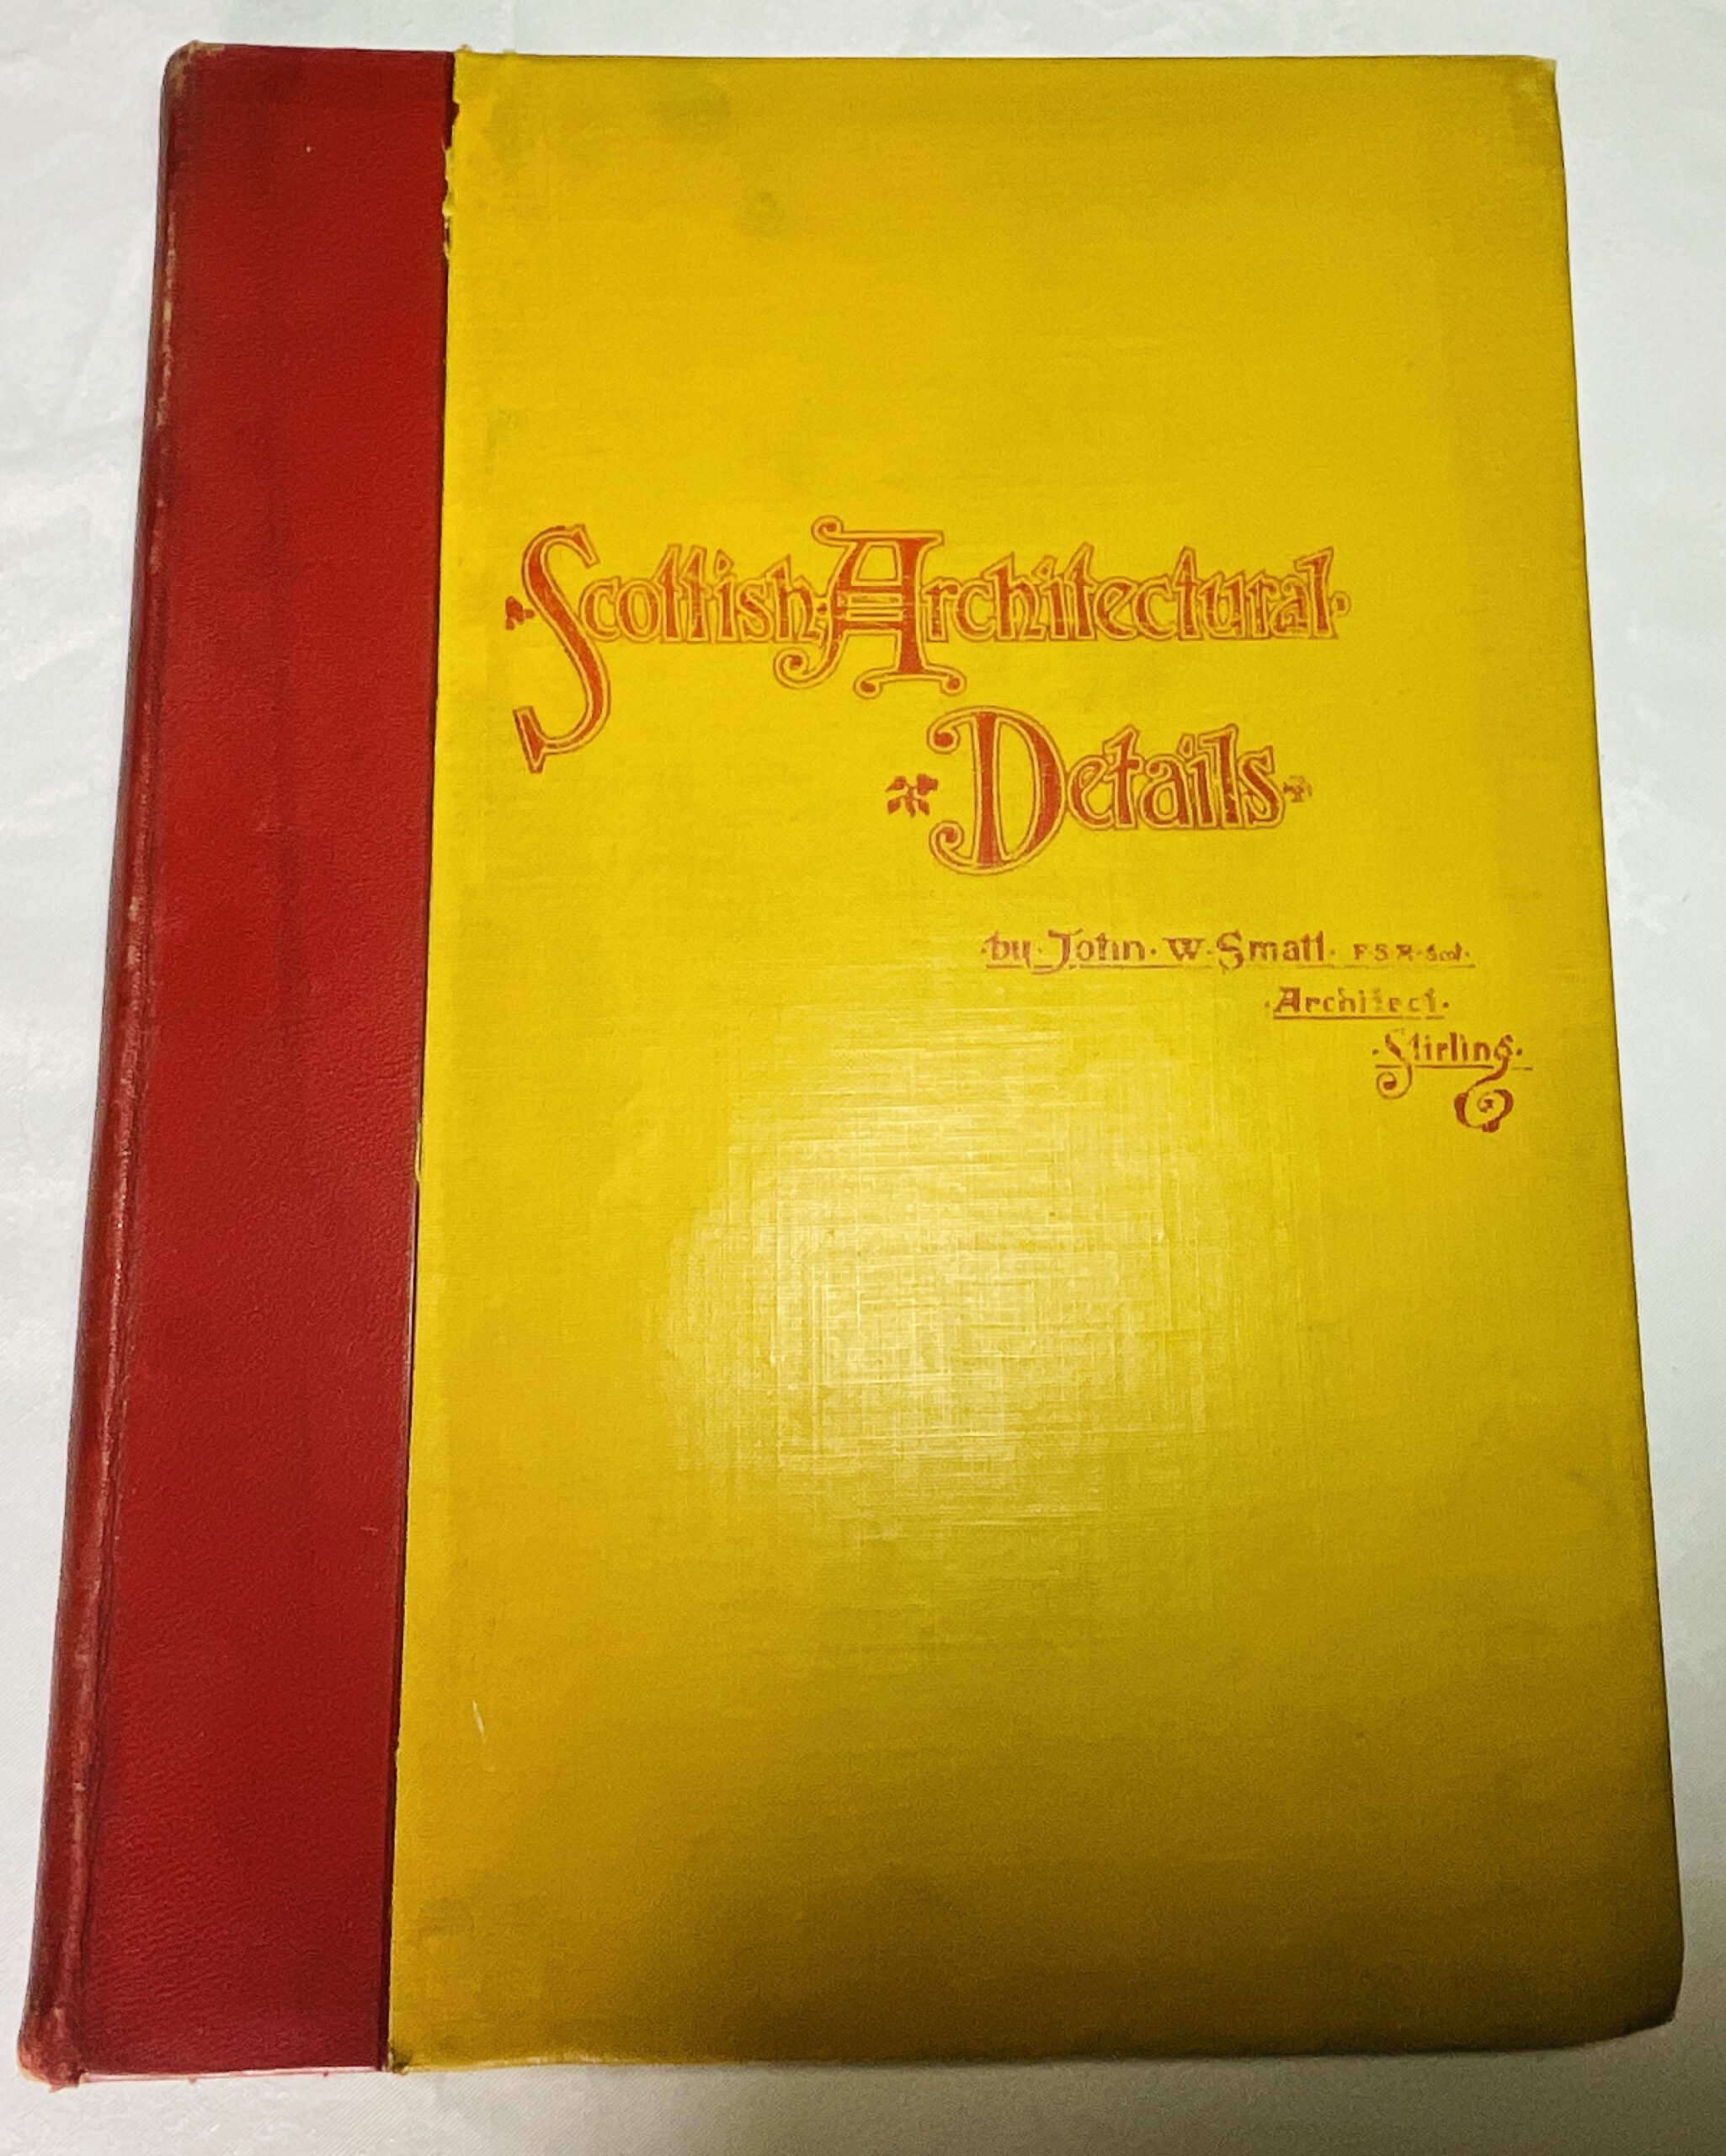 Scottish·Architectural·
Details
·by·John·W·Small· F·S·A·Scot·
·Architect·
·Stirling·